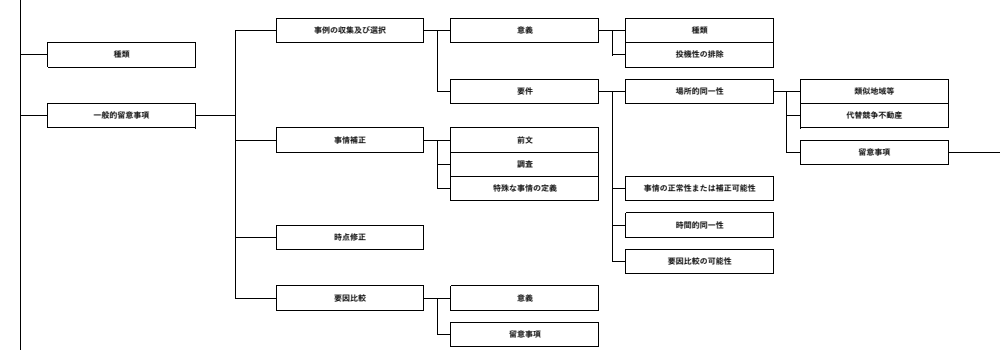 種類
一般的留意事項
事例の収集及び選択
意義
種類
投機性の排除
要件
場所的同一性
類似地域等
代替競争不動産
留意事項
事情の正常性または補正可能性
時間的同一性
要因比較の可能性
事情補正
前文
調査
特殊な事情の定義
時点修正
要因比較
意義
留意事項